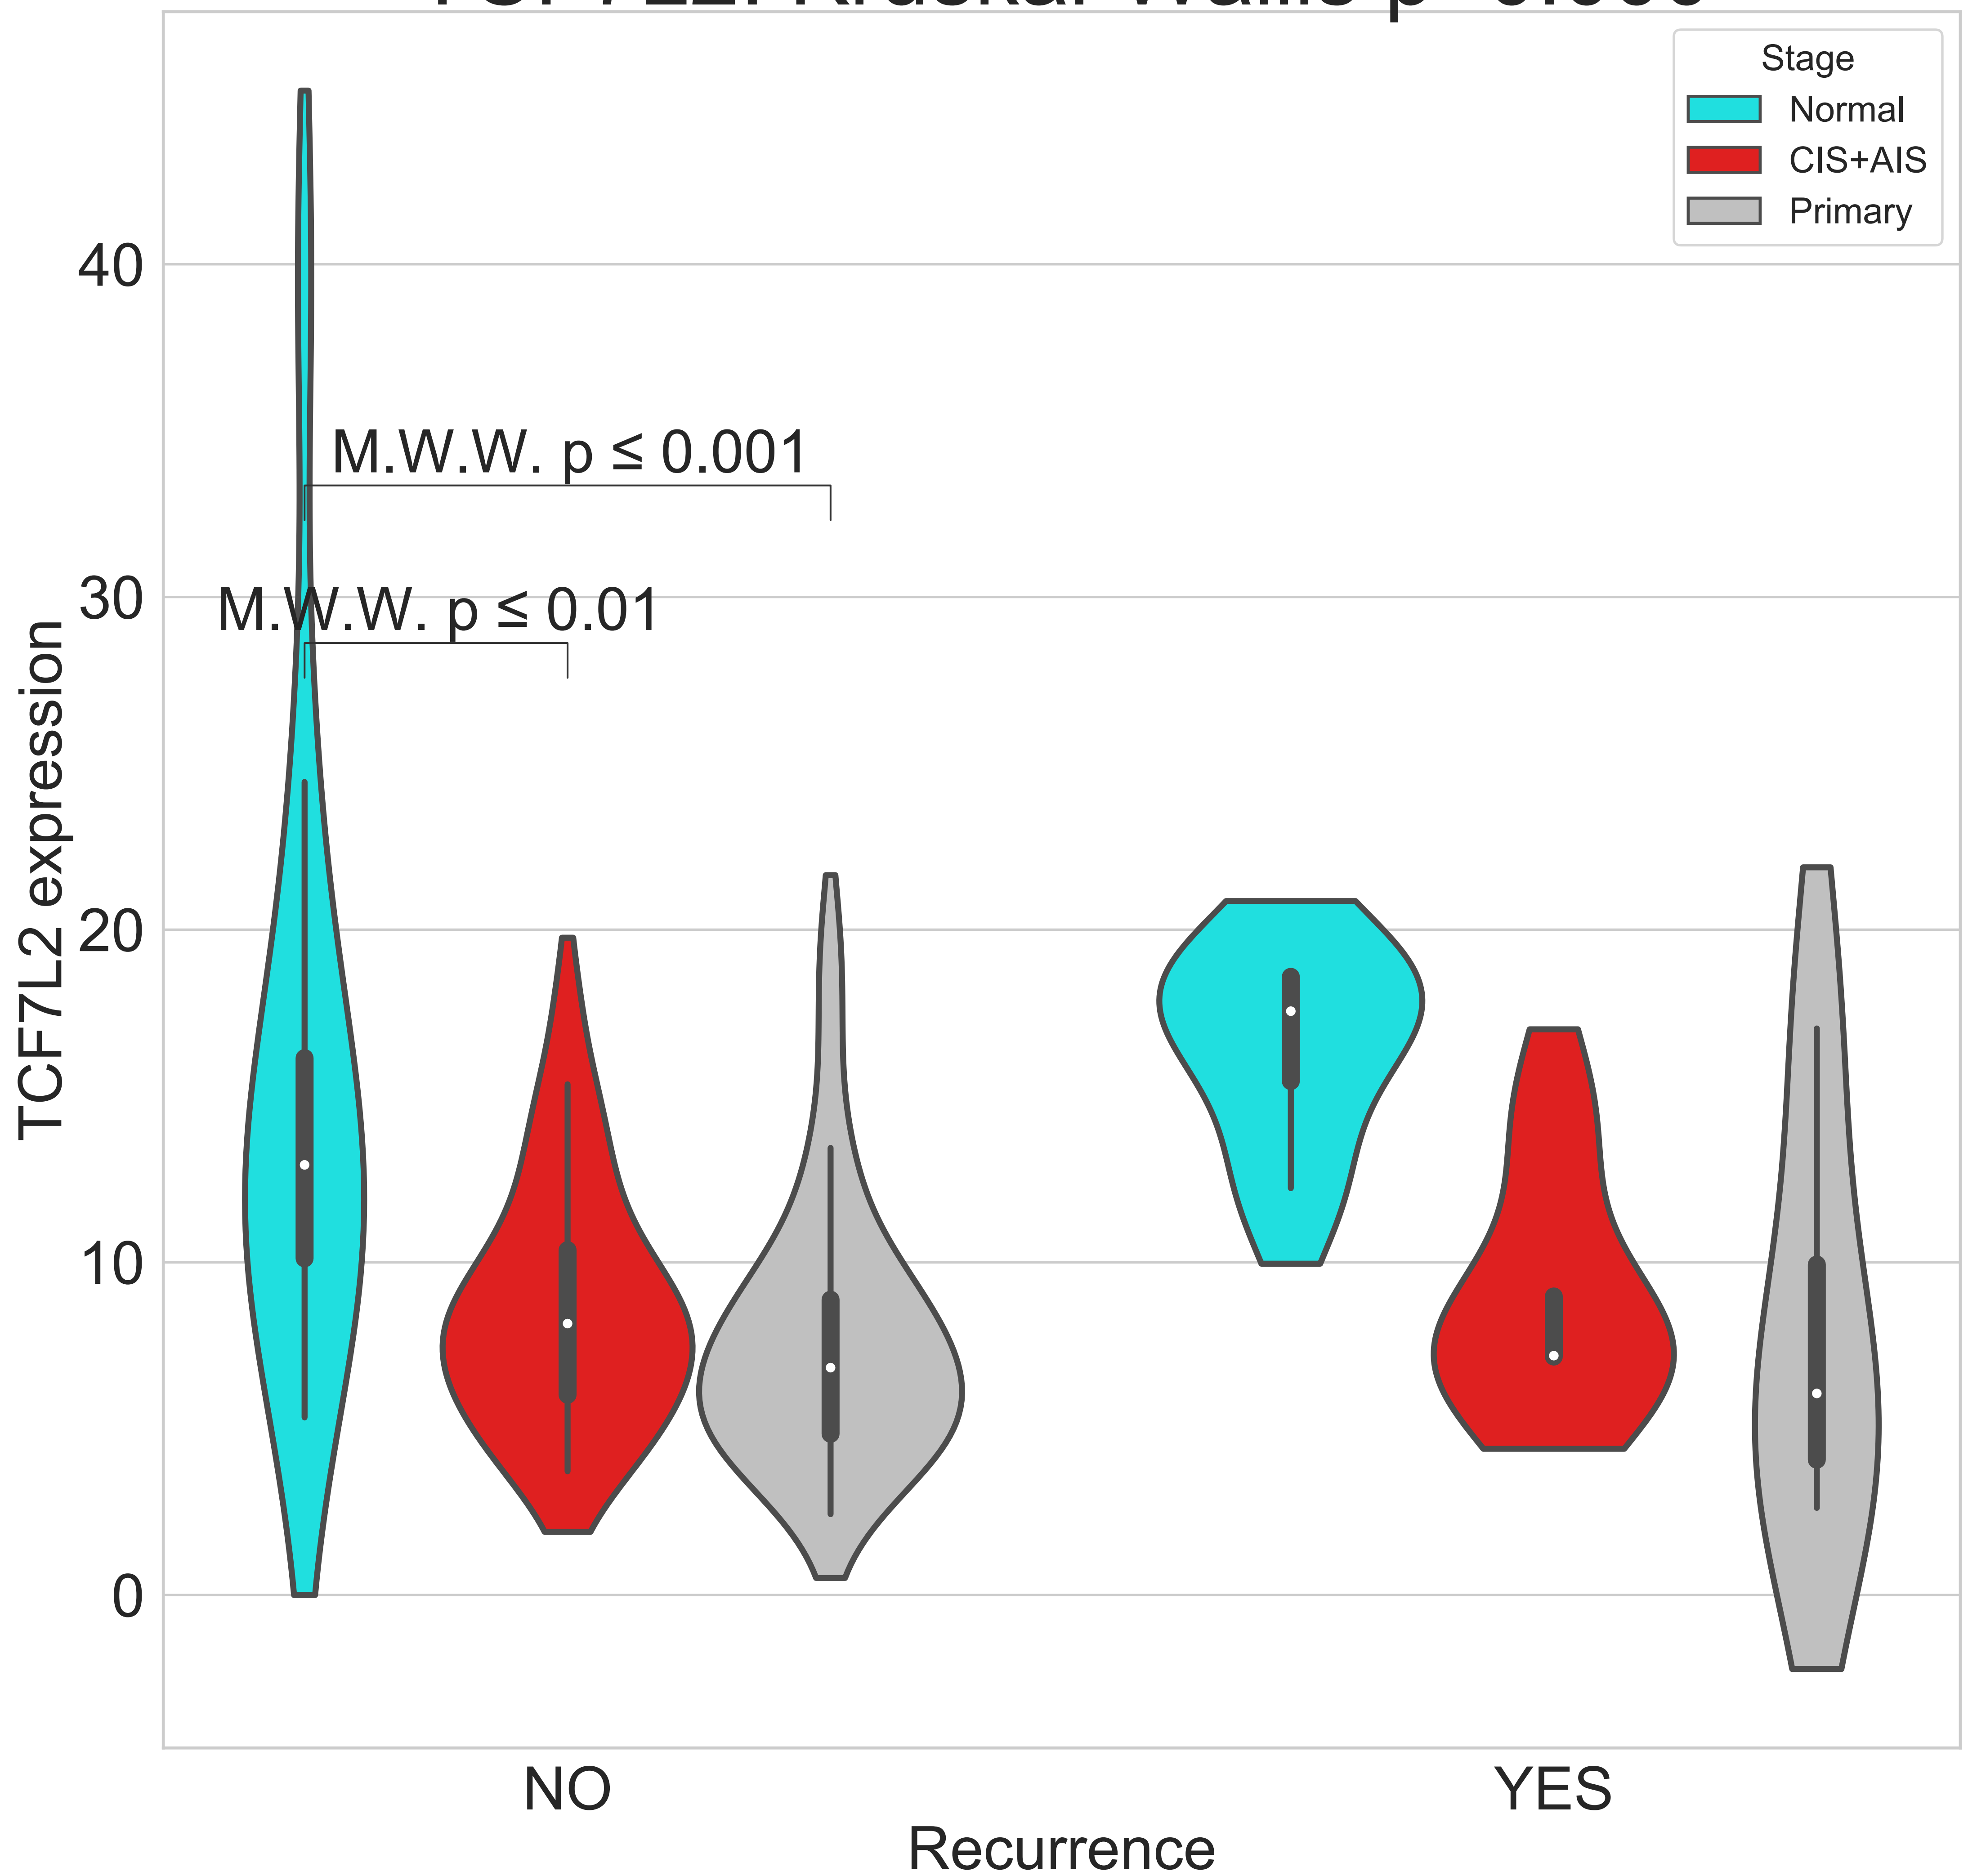 Stage
Normal
CIS+AIS
Primary
40
30
20
10
0
TCF7L2 expression
M.W.W. p ≤ 0.001
M.W.W. p ≤ 0.01
NO
YES
Recurrence